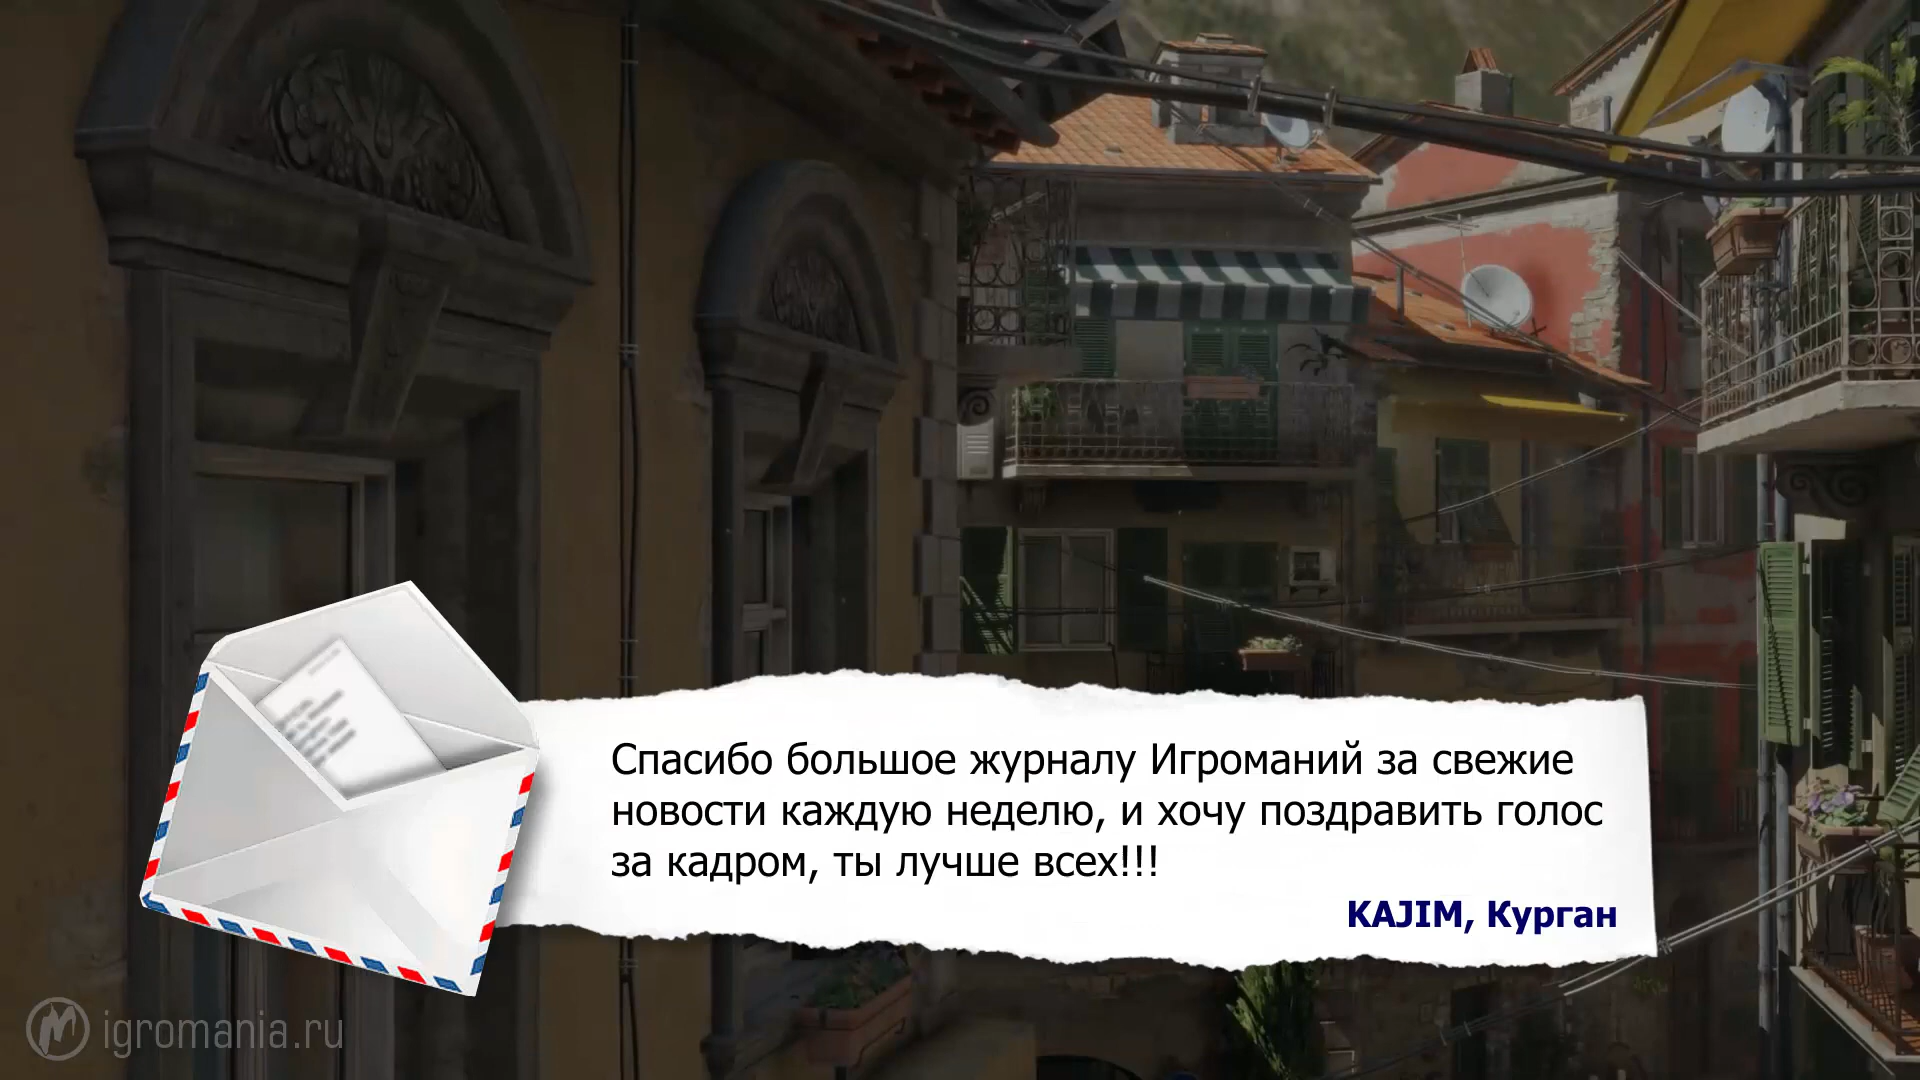 Спасибо большое журналу Игроманий за свежие
новости каждую неделю, и хочу поздравить голос
за кадром, ты лучше всех!!!
KAJIM, Курган
igromania.ru